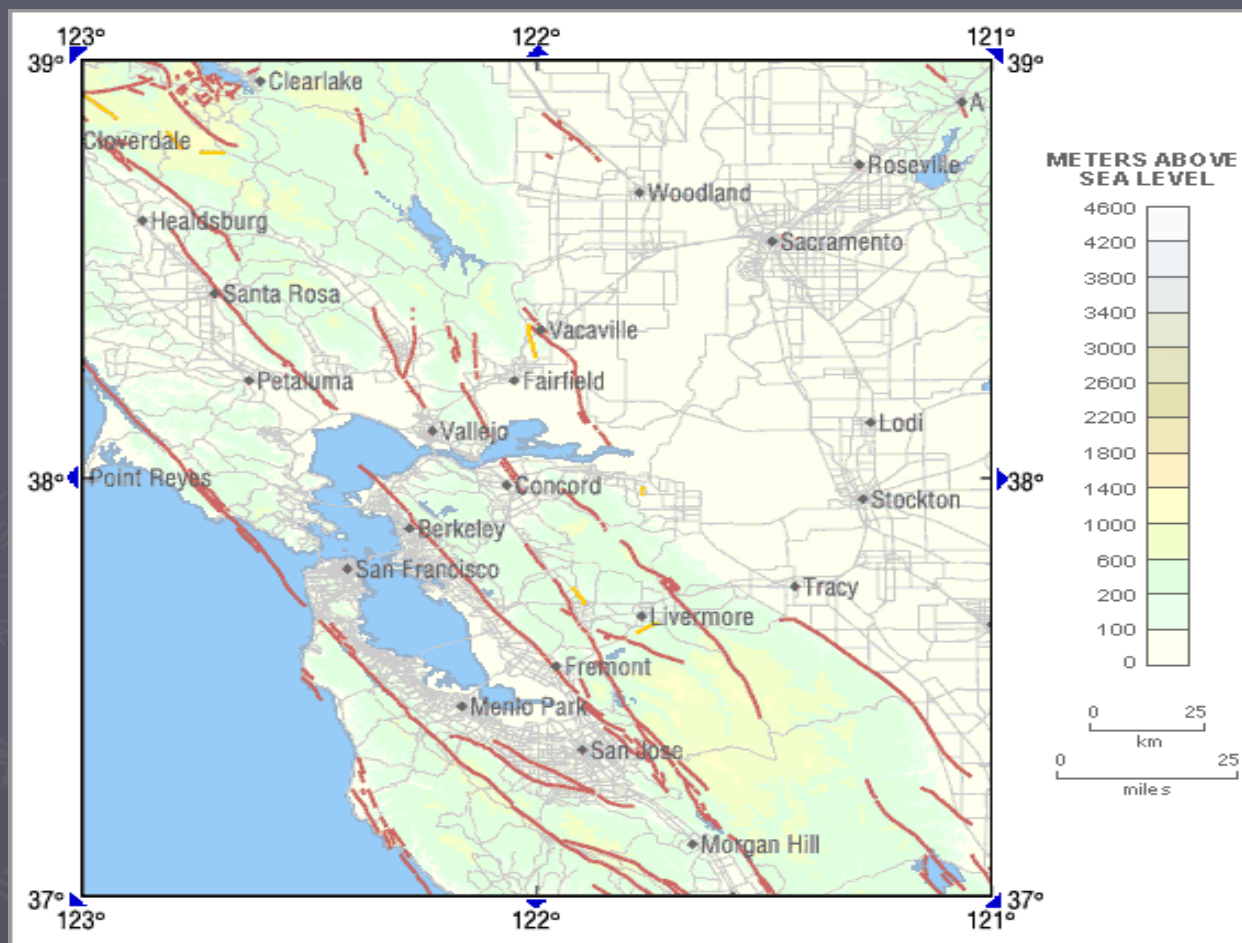 123°
122°
121°
39°
39°
Clearlake
A
Cloverdale
Roseville
Woodland
Healdsburg
Sacramento
Santa Rosa
Vacaville
Petaluma
Fairfield
Vallejo
Lodi
38°
Point Reyes
Concord
Stockton
38°
Berkeley
San Francisco
Tracy
Livermore
Fremont
Menlo Park
San Jose
Morgan Hill
37°
37°
123°
122°
121°
METERS ABOVE
SEA LEVEL
4600
4200
3800
3400
3000
2600
2200
1800
1400
1000
600
200
100
0
0 25
km
0 25
miles